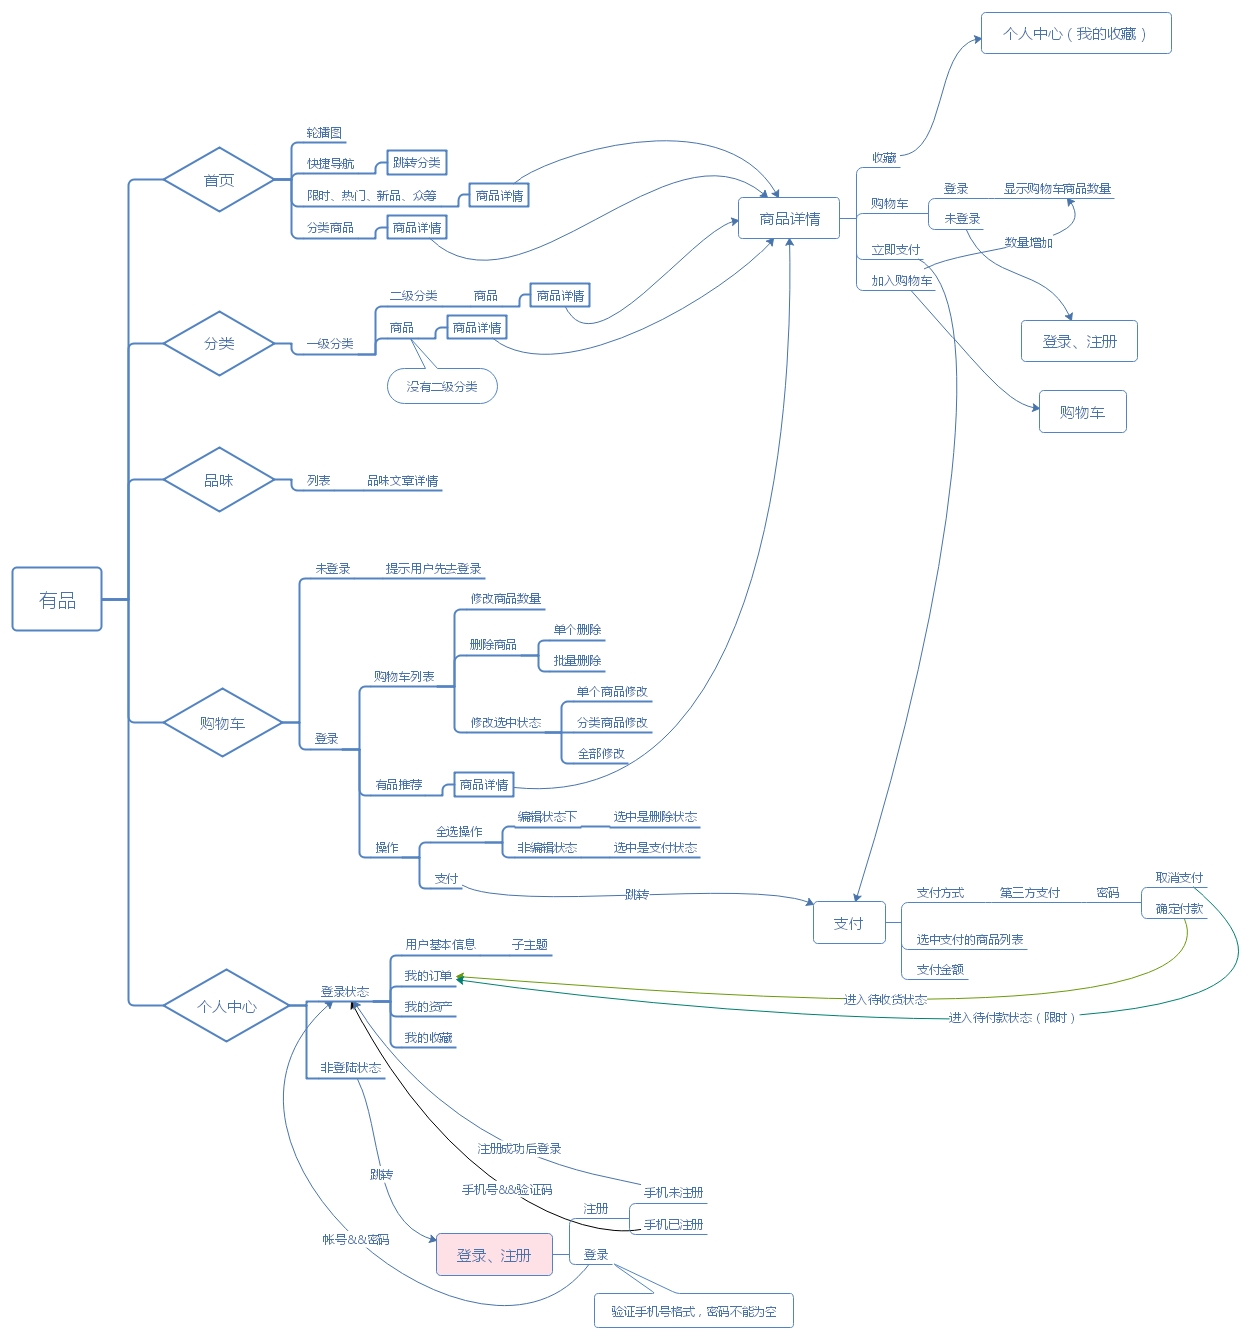 个人中心（我的收藏）
轮播图
首页
快捷导航
跳转分类
限时、热门、新品、众筹
商品详情
分类商品
商品详情
商品详情
收藏
购物车
登录
显示购物车商品数量
未登录
立即支付
数量增加
加入购物车
登录、注册
购物车
分类
一级分类
二级分类
商品
商品详情
商品
商品详情
没有二级分类
品味
列表
品味文章详情
有品
购物车
未登录
提示用户先去登录
登录
购物车列表
修改商品数量
删除商品
单个删除
批量删除
修改选中状态
单个商品修改
分类商品修改
全部修改
有品推荐
商品详情
操作
全选操作
编辑状态下
选中是删除状态
非编辑状态
选中是支付状态
支付
跳转
支付
支付方式
第三方支付
密码
取消支付
确定付款
选中支付的商品列表
支付金额
进入待收货状态
进入待付款状态（限时）
个人中心
登录状态
用户基本信息
子主题
我的订单
我的资产
我的收藏
非登陆状态
跳转
注册成功后登录
手机号&&验证码
帐号&&密码
登录、注册
注册
手机未注册
手机已注册
登录
验证手机号格式，密码不能为空